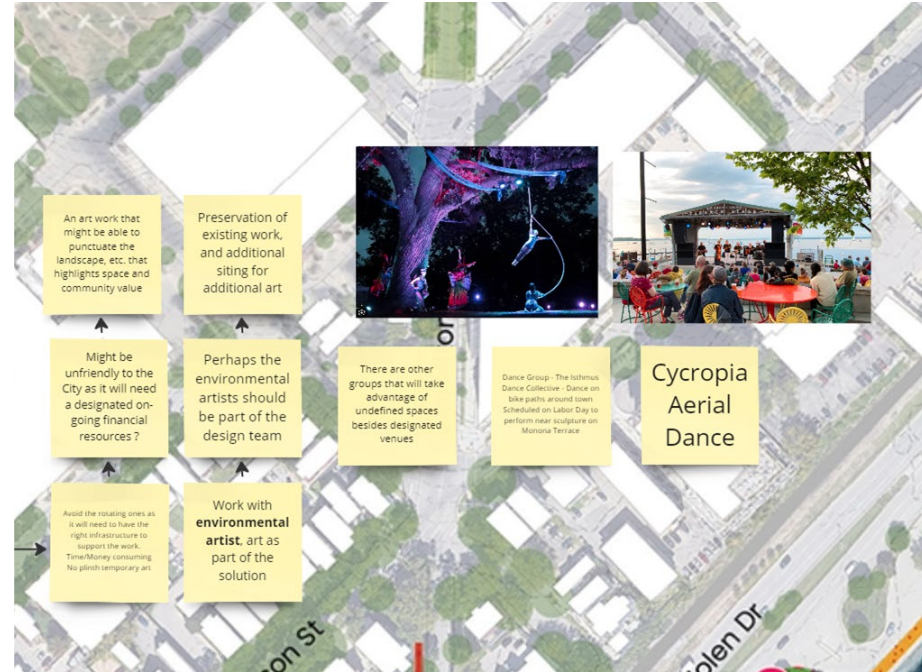 An art work that
might be able to
punctuate the
landscape, etc. that
highlights space and
community value
Preservation of
existing work,
and additional
siting for
additional art
Might be
unfriendly to the
City as it will need
a designated on-
going financial
resources ?
Perhaps the
environmental
artists should
be part of the
design team
There are other
groups that will take
advantage of
undefined spaces
besides designated
venues
Dance Group - The Isthmus
Dance Collective - Dance on
bike paths around town
Scheduled on Labor Day to
perform near sculpture on
Monona Terrace
Cycropia
Aerial
Dance
Avoid the rotating ones as
it will need to have the
right infrastructure to
support the work.
Time/Money consuming
No plinth temporary art
Work with
environmental
artist, art as
part of the
solution
on St
olen Dr